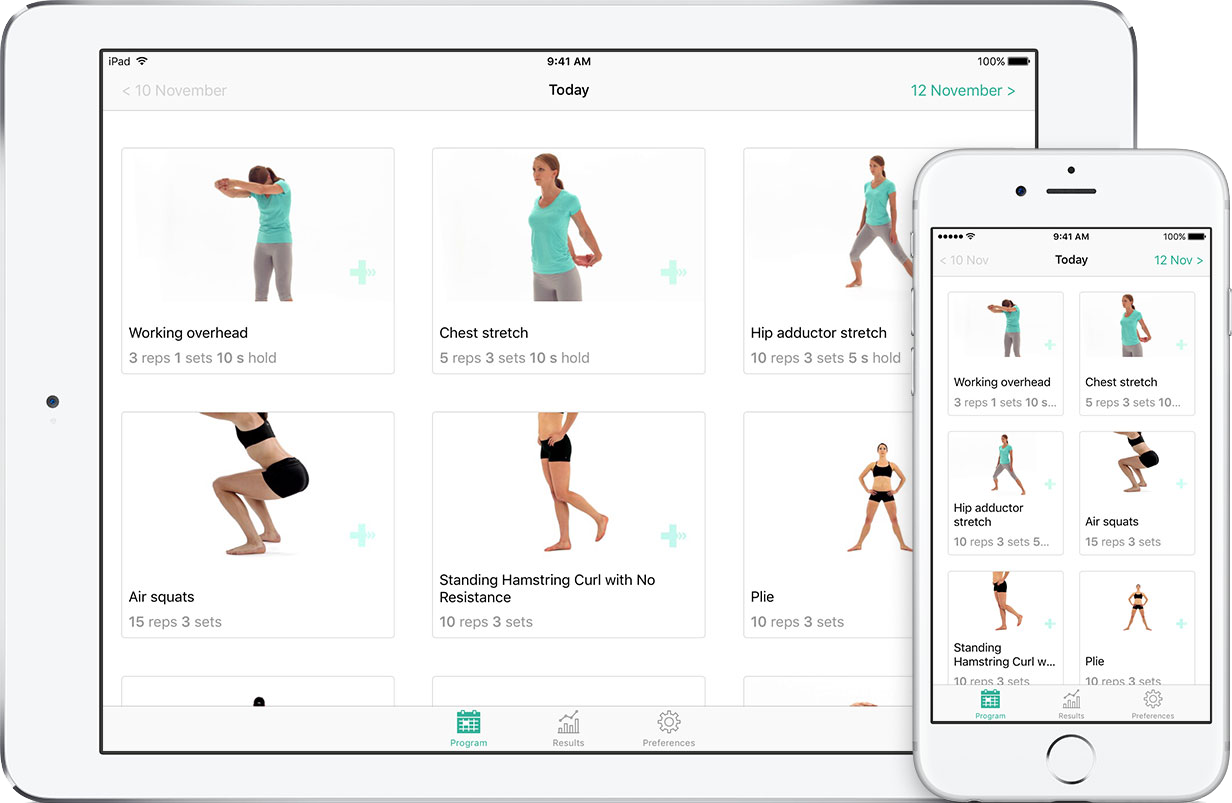 iPad 9:41 AM 100%
< 10 November Today 12 November >
Working overhead
3 reps 1 sets 10 s hold
Chest stretch
5 reps 3 sets 10 s hold
Hip adductor stretch
10 reps 3 sets 5 s hold
Air squats
15 reps 3 sets
Standing Hamstring Curl with No
Resistance
10 reps 3 sets
Plie
10 reps 3 sets
Program Results Preferences
9:41 AM 100%
< 10 Nov Today 12 Nov >
Working overhead
3 reps 1 sets 10 s...
Chest stretch
5 reps 3 sets 10...
Hip adductor
stretch
10 reps 3 sets 5...
Air squats
15 reps 3 sets
Standing
Hamstring Curl w...
10 reps 3 sets
Plie
10 reps 3 sets
Program Results Preferences